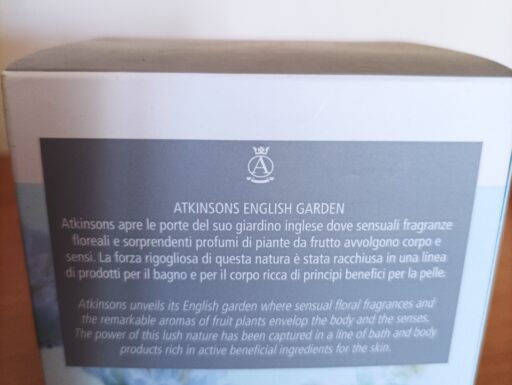 A
ATKINSONS ENGLISH GARDEN
Atkinsons apre le porte del suo giardino inglese dove sensuali fragranze
floreali e sorprendenti profumi di piante da frutto avvolgono corpo e
sensi. La forza rigogliosa di questa natura è stata racchiusa in una linea
di prodotti per il bagno e per il corpo ricca di principi benefici per la pelle.
Atkinsons unveils its English garden where sensual floral fragrances and
the remarkable aromas of fruit plants envelop the body and the senses.
The power of this lush nature has been captured in a line of bath and body
products rich in active beneficial ingredients for the skin.